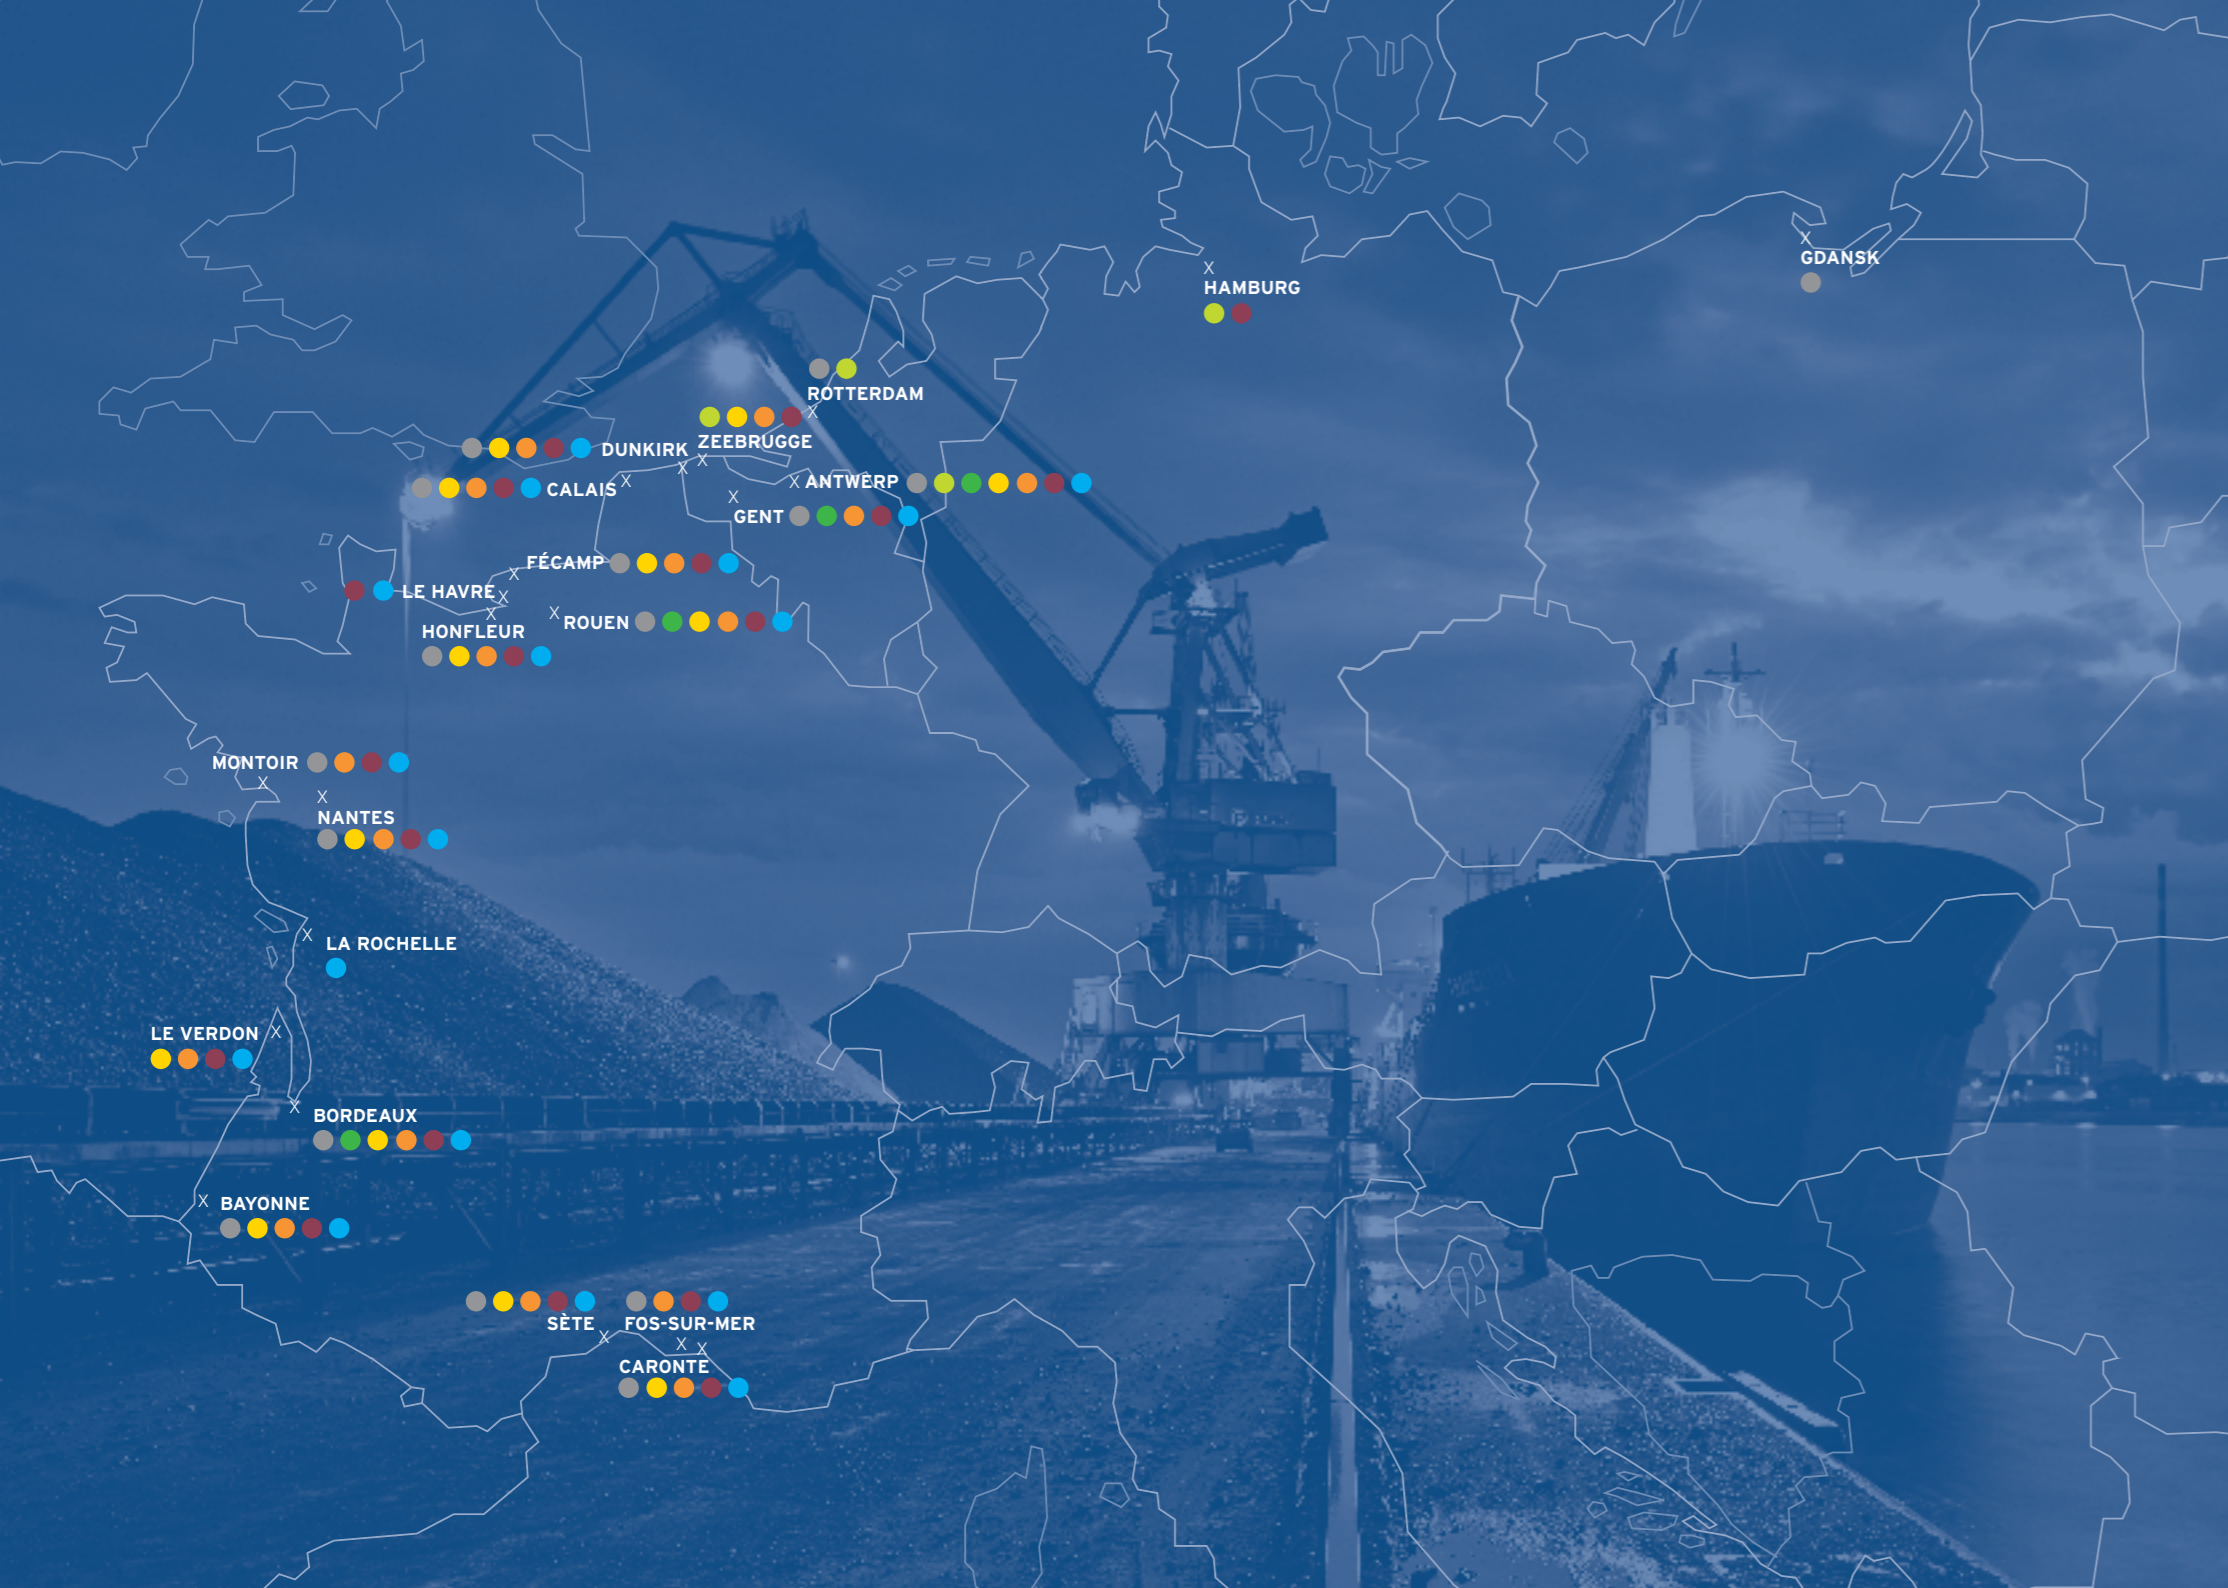 GDANSK
HAMBURG
ROTTERDAM
ZEEBRUGGE
DUNKIRK
ANTWERP
CALAIS
GENT
FÉCAMP
LE HAVRE
ROUEN
HONFLEUR
MONTOIR
NANTES
LA ROCHELLE
LE VERDON
BORDEAUX
BAYONNE
SÈTE
FOS-SUR-MER
CARONTE